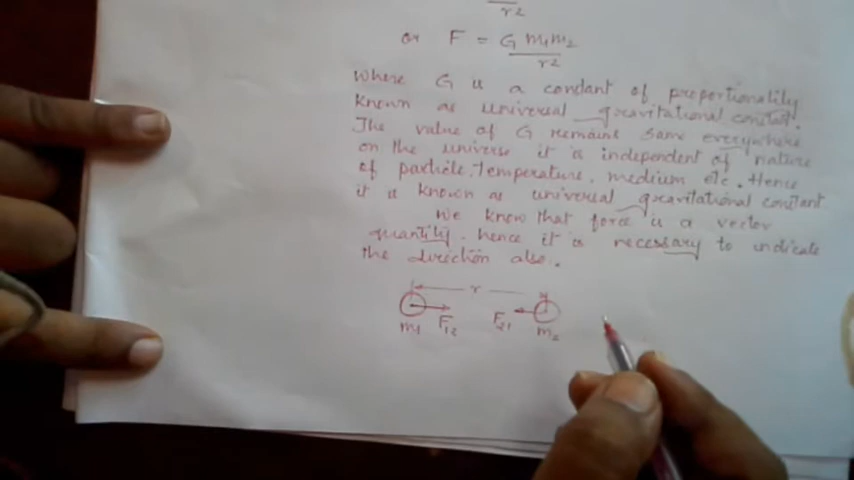 r2
or F = G m1m2
r2
where G is a constant of proportionality
known as universal gravitational constant.
The value of G remains same everywhere
on the universe it is independent of nature
of particle, temperature, medium etc. Hence
it is known as universal gravitational constant
We know that force is a vector
quantity. hence it is necessary to indicate
the direction also.
r
F12 F21
m1 m2